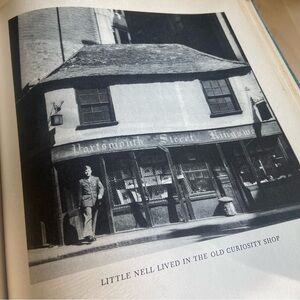 Portsmouth Street Kingsway
LITTLE NELL LIVED IN THE OLD CURIOSITY SHOP